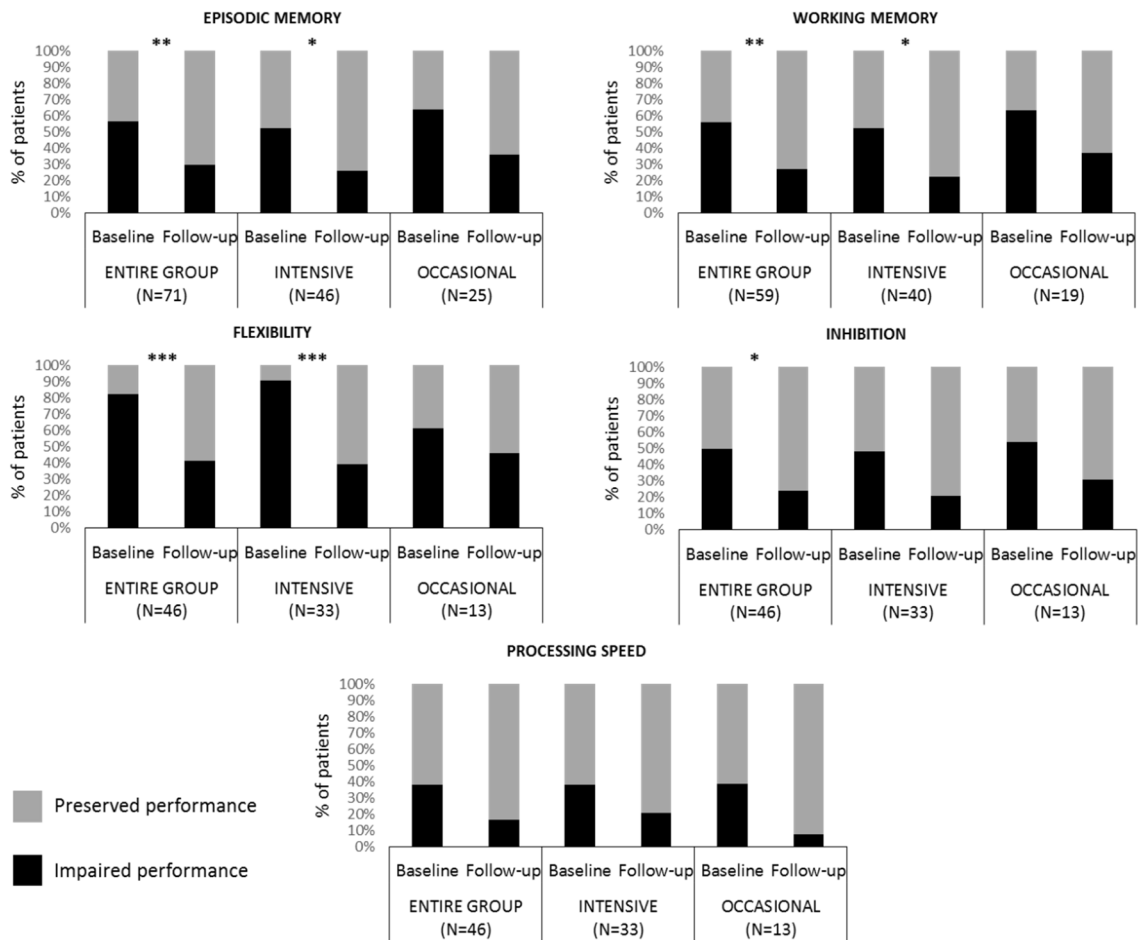 EPISODIC MEMORY
** *
100%
90%
80%
70%
60%
50%
40%
30%
20%
10%
0%
% of patients
Baseline Follow-up Baseline Follow-up Baseline Follow-up
ENTIRE GROUP INTENSIVE OCCASIONAL
(N=71) (N=46) (N=25)
WORKING MEMORY
** *
100%
90%
80%
70%
60%
50%
40%
30%
20%
10%
0%
% of patients
Baseline Follow-up Baseline Follow-up Baseline Follow-up
ENTIRE GROUP INTENSIVE OCCASIONAL
(N=59) (N=40) (N=19)
FLEXIBILITY
*** ***
100%
90%
80%
70%
60%
50%
40%
30%
20%
10%
0%
% of patients
Baseline Follow-up Baseline Follow-up Baseline Follow-up
ENTIRE GROUP INTENSIVE OCCASIONAL
(N=46) (N=33) (N=13)
INHIBITION
*
100%
90%
80%
70%
60%
50%
40%
30%
20%
10%
0%
% of patients
Baseline Follow-up Baseline Follow-up Baseline Follow-up
ENTIRE GROUP INTENSIVE OCCASIONAL
(N=46) (N=33) (N=13)
PROCESSING SPEED
100%
90%
80%
70%
60%
50%
40%
30%
20%
10%
0%
% of patients
Baseline Follow-up Baseline Follow-up Baseline Follow-up
ENTIRE GROUP INTENSIVE OCCASIONAL
(N=46) (N=33) (N=13)
Preserved performance
Impaired performance